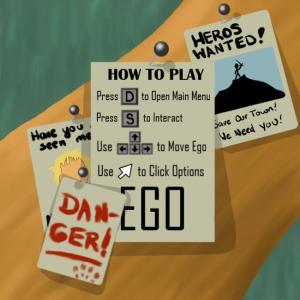 HEROS
WANTED!
Save Our Town!
We Need You!
HOW TO PLAY
Press D to Open Main Menu
Press S to Interact
Use ← ↑ ↓ → to Move Ego
Use to Click Options
EGO
Have you
seen me
DAN-
GER!